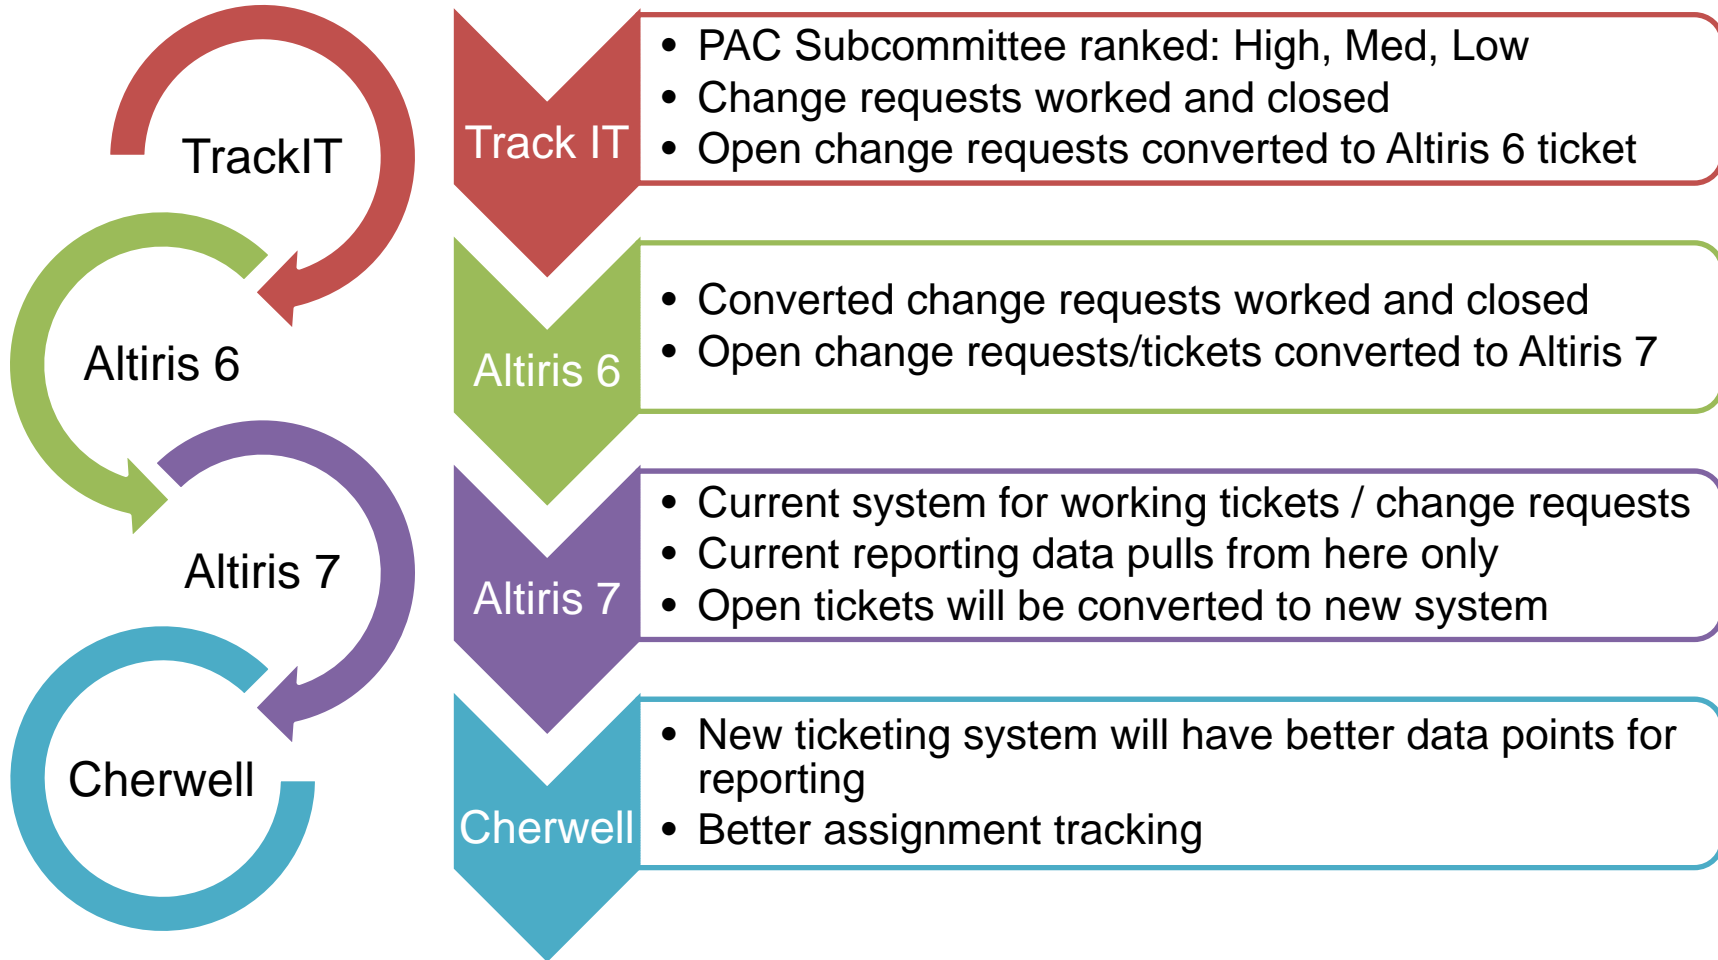 TrackIT
Altiris 6
Altiris 7
Cherwell
Track IT
• PAC Subcommittee ranked: High, Med, Low
• Change requests worked and closed
• Open change requests converted to Altiris 6 ticket
Altiris 6
• Converted change requests worked and closed
• Open change requests/tickets converted to Altiris 7
Altiris 7
• Current system for working tickets / change requests
• Current reporting data pulls from here only
• Open tickets will be converted to new system
Cherwell
• New ticketing system will have better data points for
reporting
• Better assignment tracking